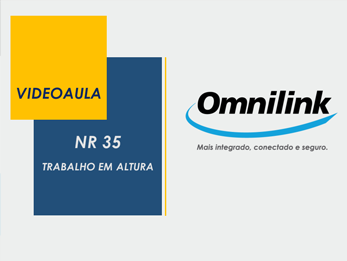 VIDEOAULA
NR 35
TRABALHO EM ALTURA
Omnilink
Mais integrado, conectado e seguro.